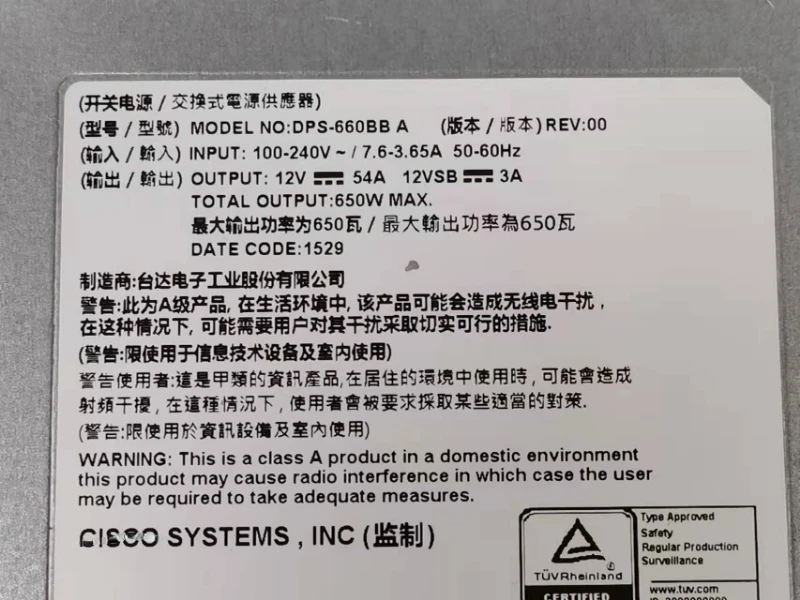 (开关电源 / 交換式電源供應器)
(型号 / 型號) MODEL NO:DPS-660BB A (版本 / 版本) REV:00
(输入 / 輸入) INPUT: 100-240V ~ / 7.6-3.65A 50-60Hz
(输出 / 輸出) OUTPUT: 12V ⎓ 54A 12VSB ⎓ 3A
TOTAL OUTPUT:650W MAX.
最大输出功率为650瓦 / 最大輸出功率為650瓦
DATE CODE:1529
制造商:台达电子工业股份有限公司
警告:此为A级产品, 在生活环境中, 该产品可能会造成无线电干扰 ,
在这种情况下, 可能需要用户对其干扰采取切实可行的措施.
(警告:限使用于信息技术设备及室内使用)
警告使用者:這是甲類的資訊產品,在居住的環境中使用時 , 可能會造成
射頻干擾 , 在這種情況下 , 使用者會被要求採取某些適當的對策.
(警告:限使用於資訊設備及室內使用)
WARNING: This is a class A product in a domestic environment
this product may cause radio interference in which case the user
may be required to take adequate measures.
CISCO SYSTEMS , INC (监制)
TÜVRheinland
CERTIFIED
Type Approved
Safety
Regular Production
Surveillance
www.tuv.com